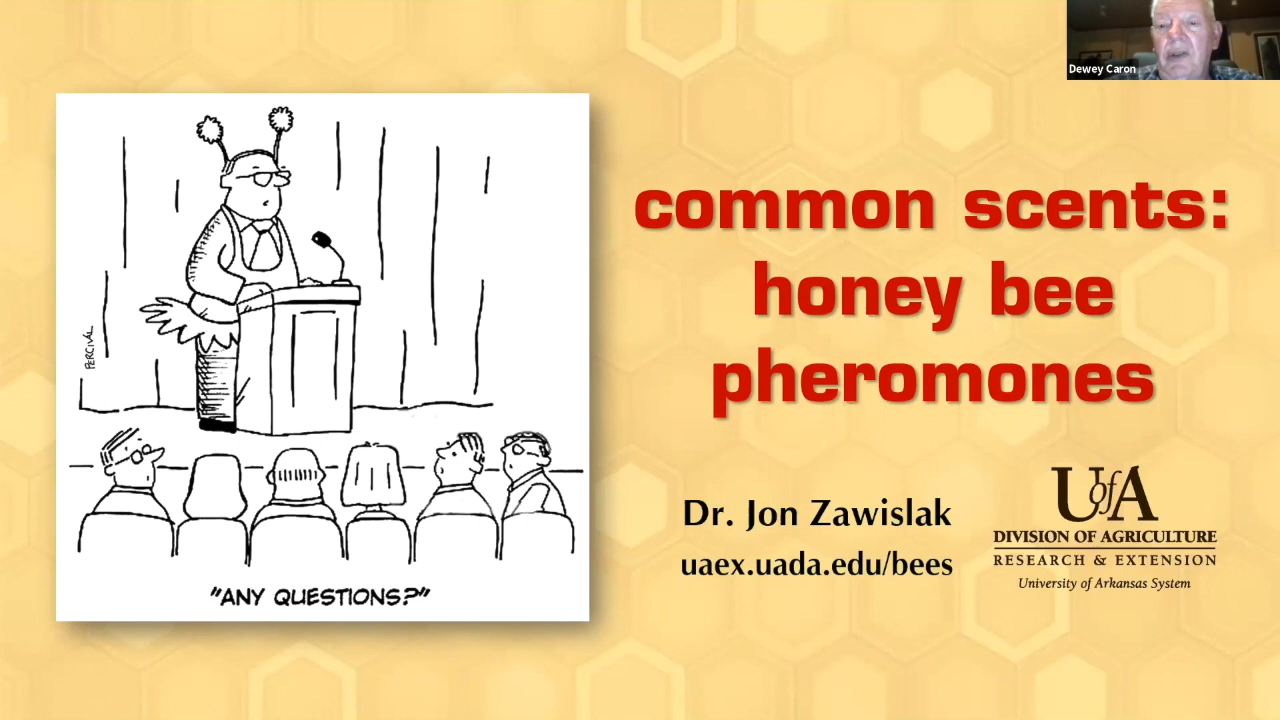 Dewey Caron
PERCIVAL
"ANY QUESTIONS?"
common scents:
honey bee
pheromones
Dr. Jon Zawislak
uaex.uada.edu/bees
UofA
DIVISION OF AGRICULTURE
RESEARCH & EXTENSION
University of Arkansas System